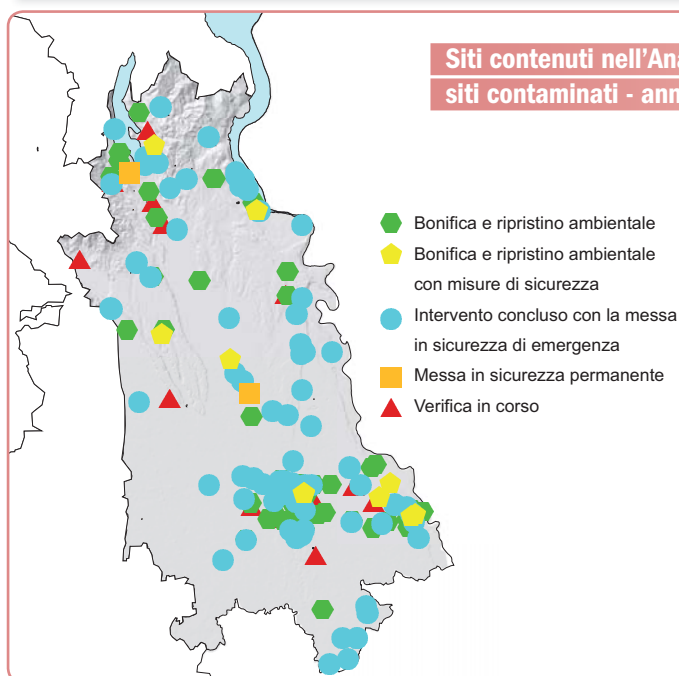 Siti contenuti nell'Ana
siti contaminati - ann
Bonifica e ripristino ambientale
Bonifica e ripristino ambientale
con misure di sicurezza
Intervento concluso con la messa
in sicurezza di emergenza
Messa in sicurezza permanente
Verifica in corso